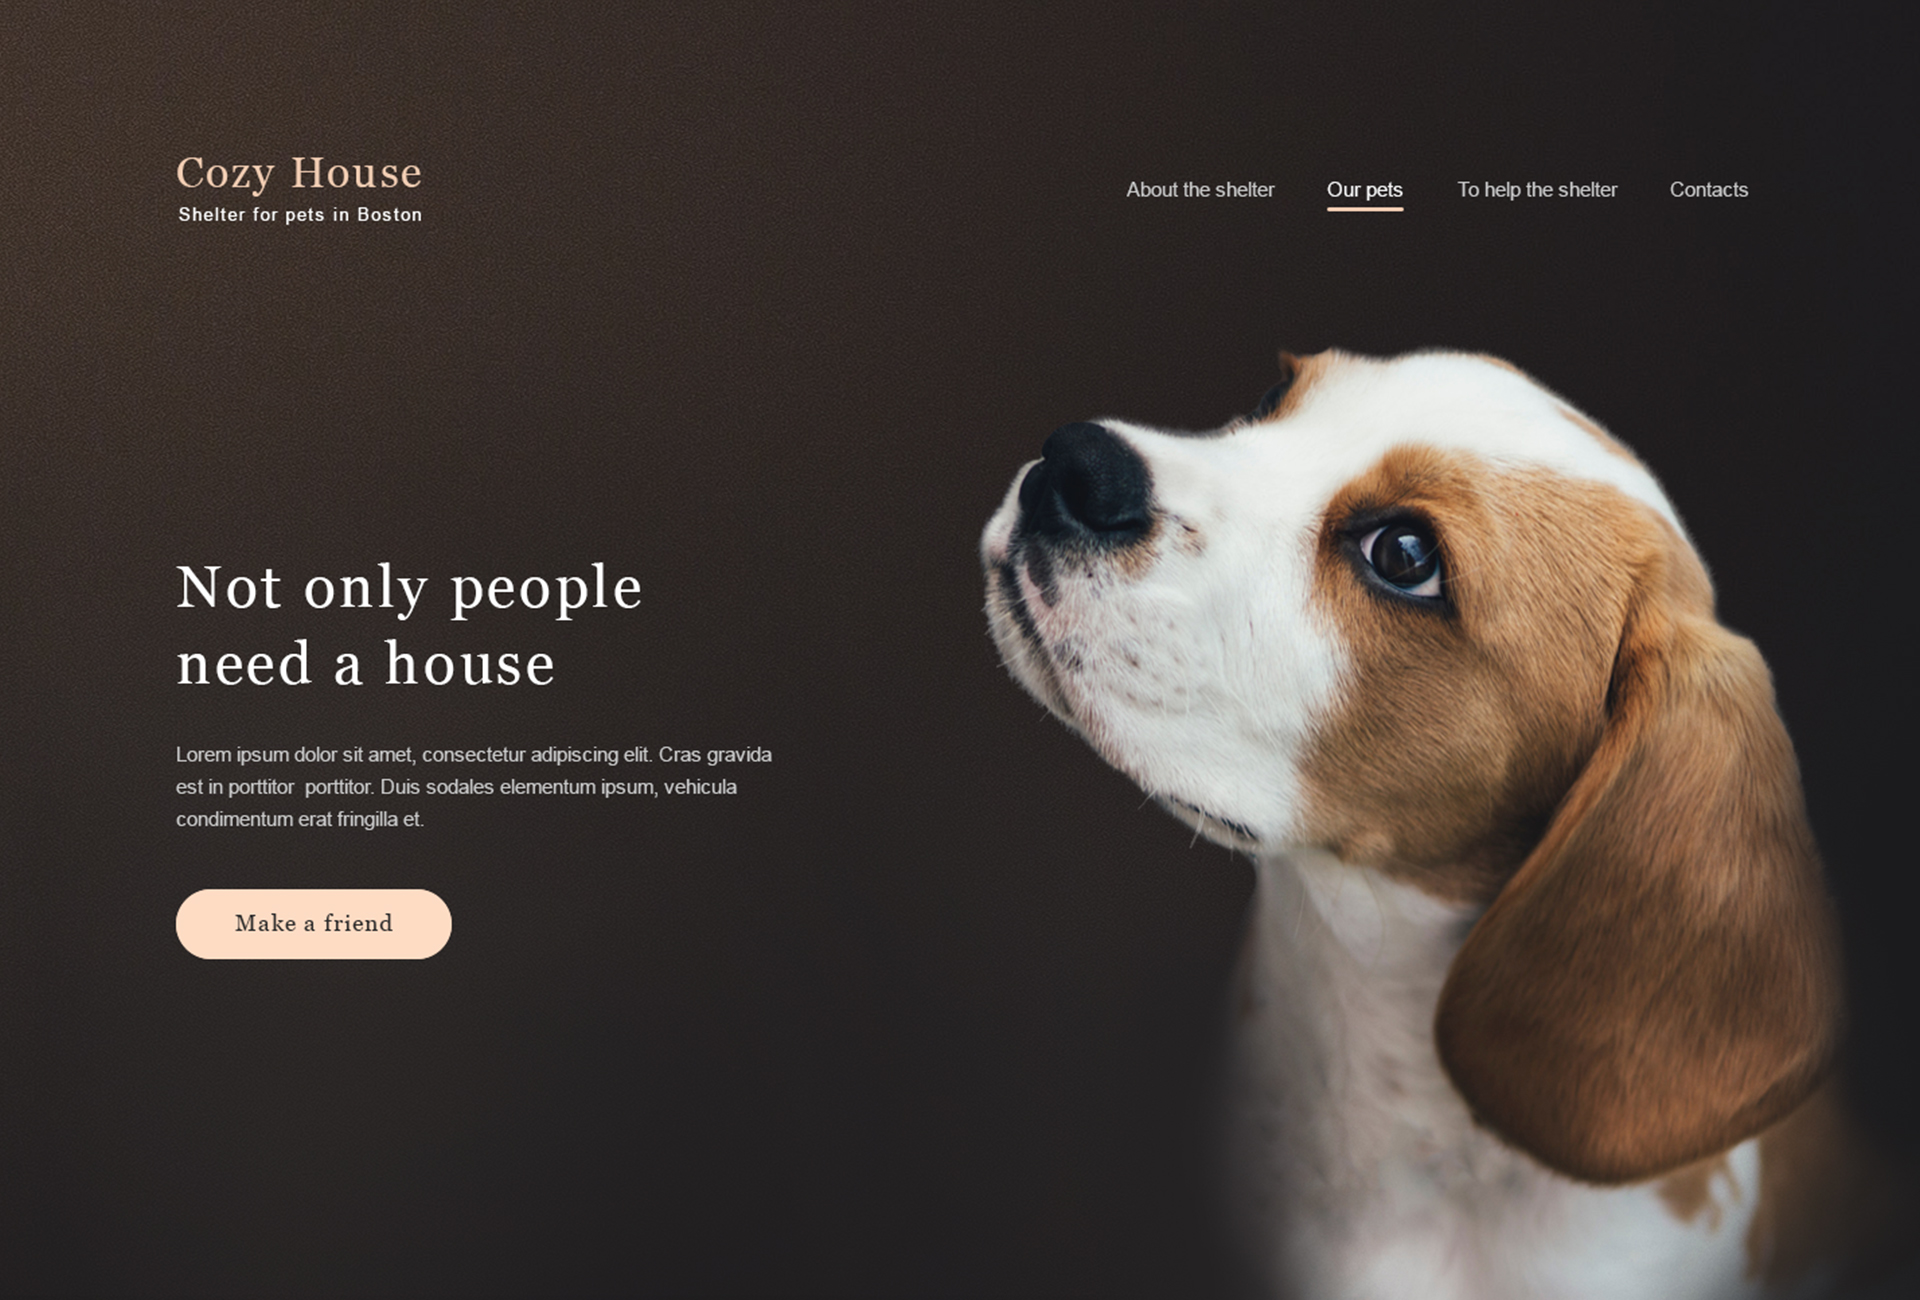 Cozy House
Shelter for pets in Boston
About the shelter
Our pets
To help the shelter
Contacts
Not only people
need a house
Lorem ipsum dolor sit amet, consectetur adipiscing elit. Cras gravida
est in porttitor  porttitor. Duis sodales elementum ipsum, vehicula
condimentum erat fringilla et.
Make a friend